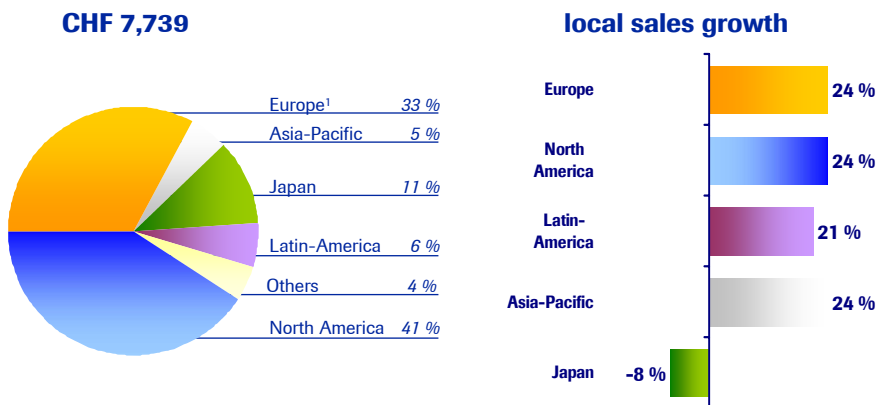 CHF 7,739
Europe¹ 33 %
Asia-Pacific 5 %
Japan 11 %
Latin-America 6 %
Others 4 %
North America 41 %
local sales growth
Europe 24 %
North
America 24 %
Latin-
America 21 %
Asia-Pacific 24 %
Japan -8 %